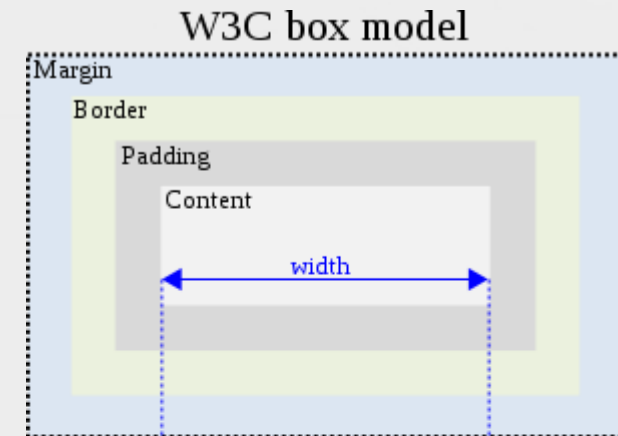 W3C box model
Margin
Border
Padding
Content
width